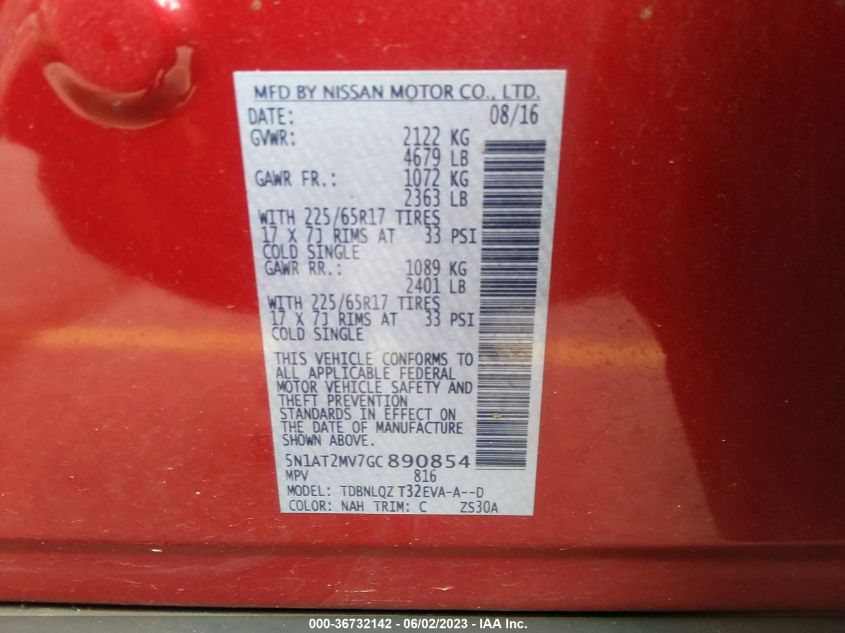 MFD BY NISSAN MOTOR CO., LTD.
DATE: 08/16
GVWR: 2122 KG
4679 LB
GAWR FR.: 1072 KG
2363 LB
WITH 225/65R17 TIRES
17 X 7J RIMS AT 33 PSI
COLD SINGLE
GAWR RR.: 1089 KG
2401 LB
WITH 225/65R17 TIRES
17 X 7J RIMS AT 33 PSI
COLD SINGLE
THIS VEHICLE CONFORMS TO
ALL APPLICABLE FEDERAL
MOTOR VEHICLE SAFETY AND
THEFT PREVENTION
STANDARDS IN EFFECT ON
THE DATE OF MANUFACTURE
SHOWN ABOVE.
5N1AT2MV7GC890854
MPV 816
MODEL: TDBNLQZ T32EVA-A--D
COLOR: NAH TRIM: C ZS30A
000-36732142 - 06/02/2023 - IAA Inc.